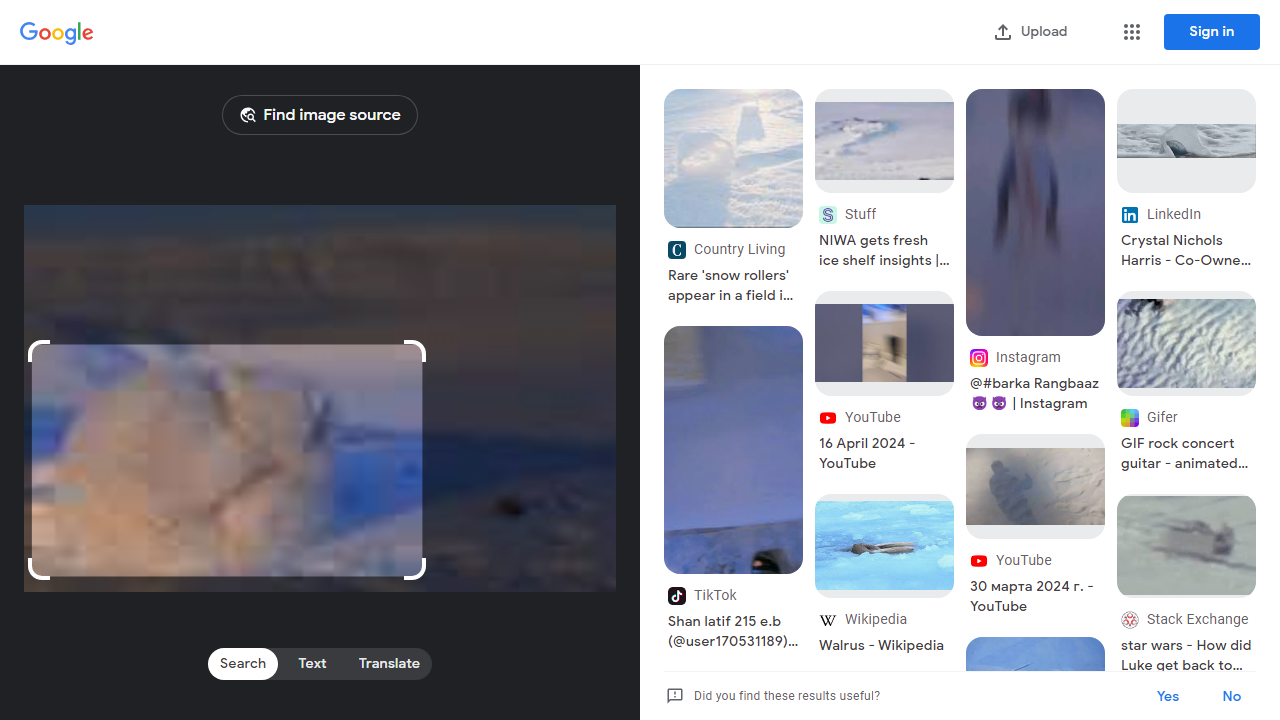 Google
Upload
Sign in
Find image source
Search
Text
Translate
Country Living
Rare 'snow rollers'
appear in a field i...
TikTok
Shan latif 215 e.b
(@user170531189)...
Stuff
NIWA gets fresh
ice shelf insights |...
YouTube
16 April 2024 -
YouTube
Wikipedia
Walrus - Wikipedia
Instagram
@#barka Rangbaaz
😈 😈 | Instagram
YouTube
30 марта 2024 г. -
YouTube
LinkedIn
Crystal Nichols
Harris - Co-Owne...
Gifer
GIF rock concert
guitar - animated...
Stack Exchange
star wars - How did
Luke get back to...
Did you find these results useful?
Yes
No